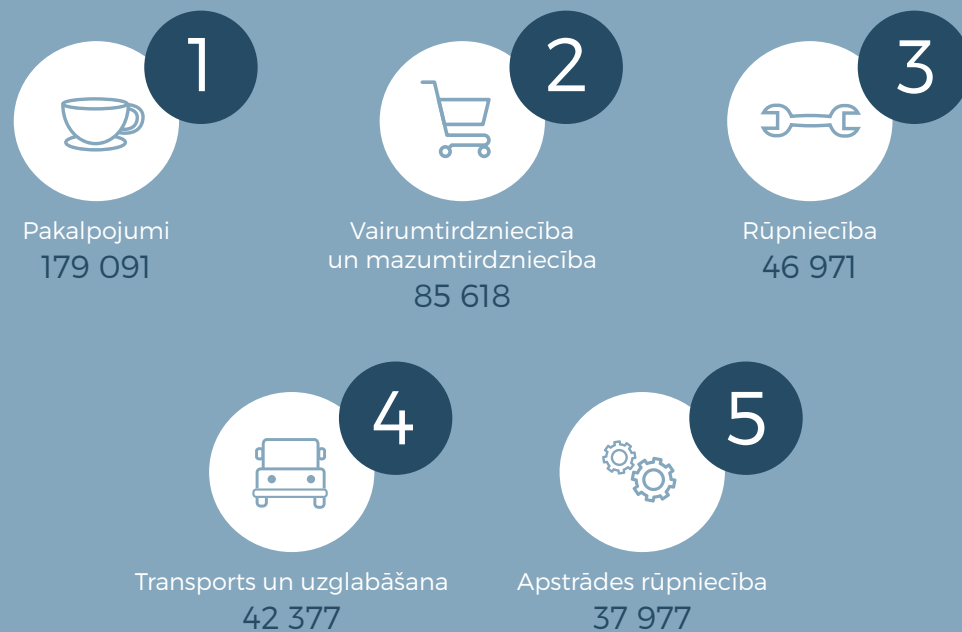 1
Pakalpojumi
179 091
2
Vairumtirdzniecība
un mazumtirdzniecība
85 618
3
Rūpniecība
46 971
4
Transports un uzglabāšana
42 377
5
Apstrādes rūpniecība
37 977